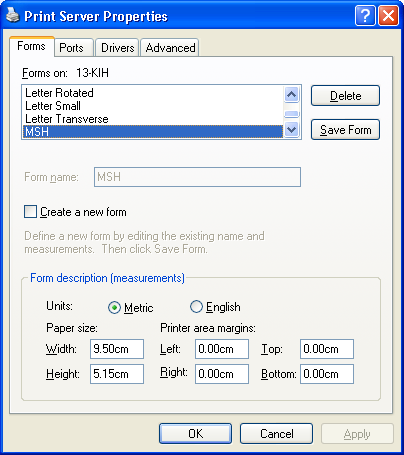 Print Server Properties
Forms Ports Drivers Advanced
Forms on: 13-KIH
Letter Rotated
Letter Small
Letter Transverse
MSH
Delete
Save Form
Form name: MSH
Create a new form
Define a new form by editing the existing name and
measurements. Then click Save Form.
Form description (measurements)
Units: Metric English
Paper size: Printer area margins:
Width: 9.50cm Left: 0.00cm Top: 0.00cm
Height: 5.15cm Right: 0.00cm Bottom: 0.00cm
OK Cancel Apply